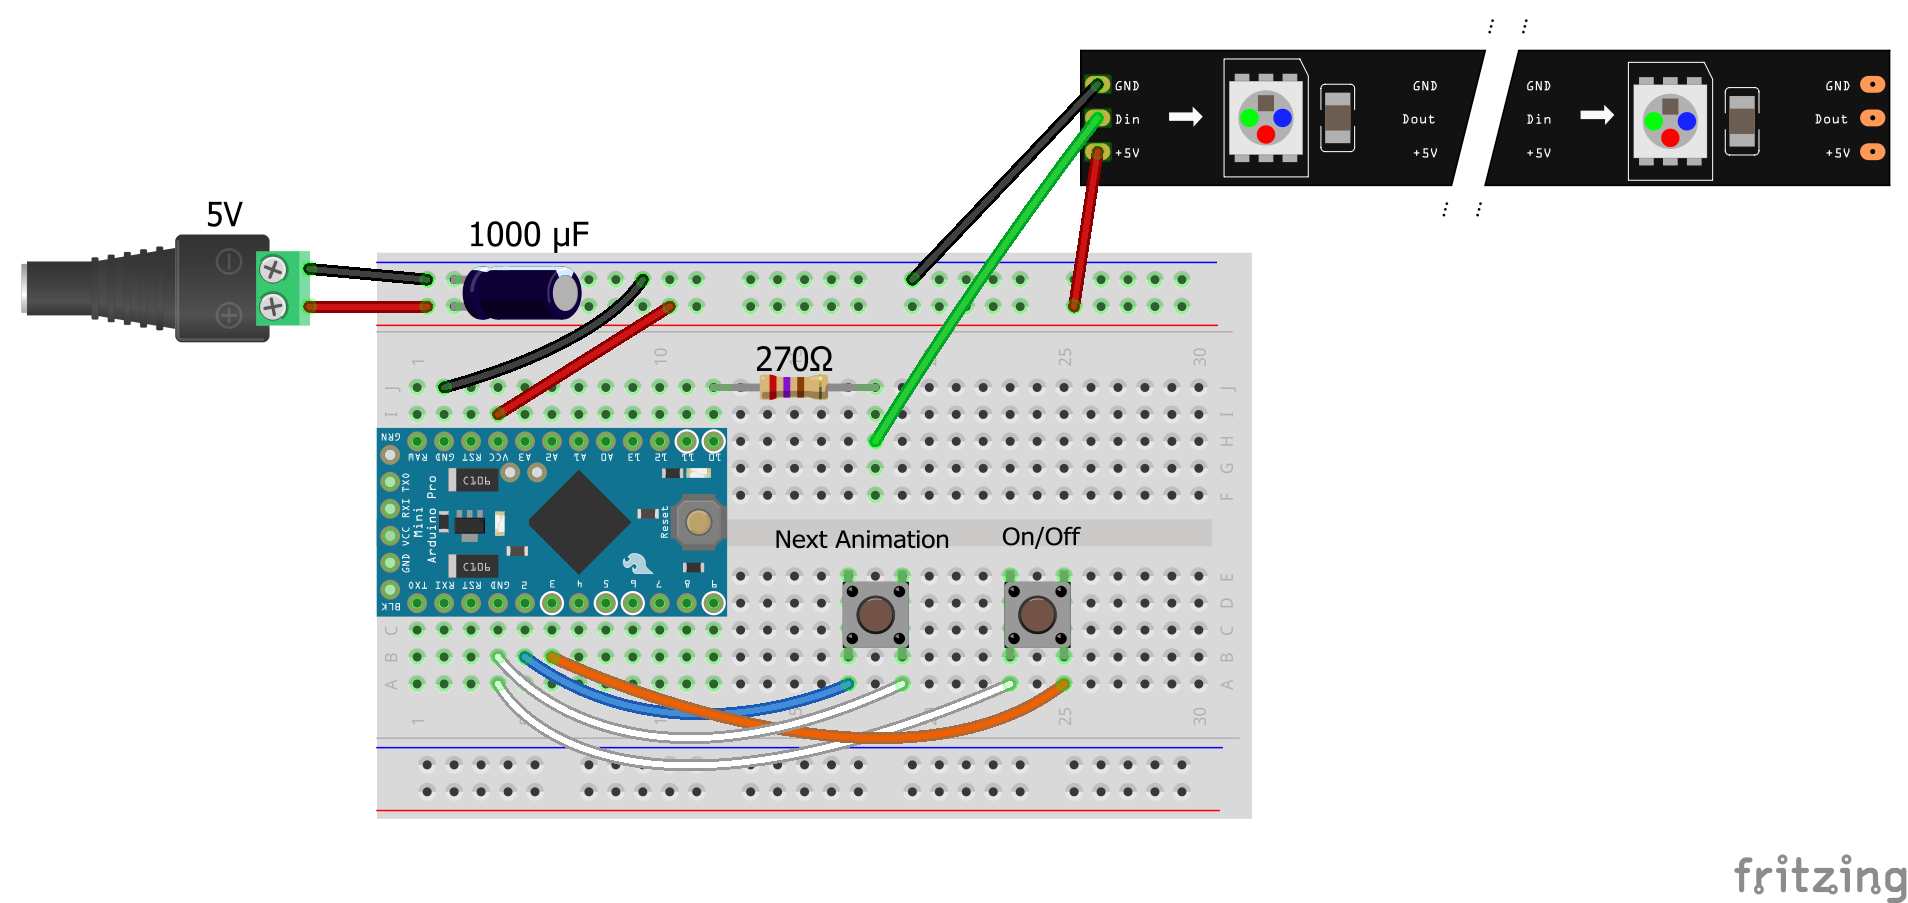 5V
1000 µF
GND
Din
+5V
GND
Dout
+5V
GND
Din
+5V
GND
Dout
+5V
1
10
25
30
270Ω
J
J
I
I
H
G
F
GRN
RAW GND RST VCC A3 A2 A1 A0 13 12 11 10
C106
Arduino Pro
Mini
TXO
RXI
VCC
GND
Reset
C106
TXO RXI RST GND 2 3 4 5 6 7 8 9
BLK
Next Animation
On/Off
E
D
C
C
B
B
A
A
1
25
30
fritzing